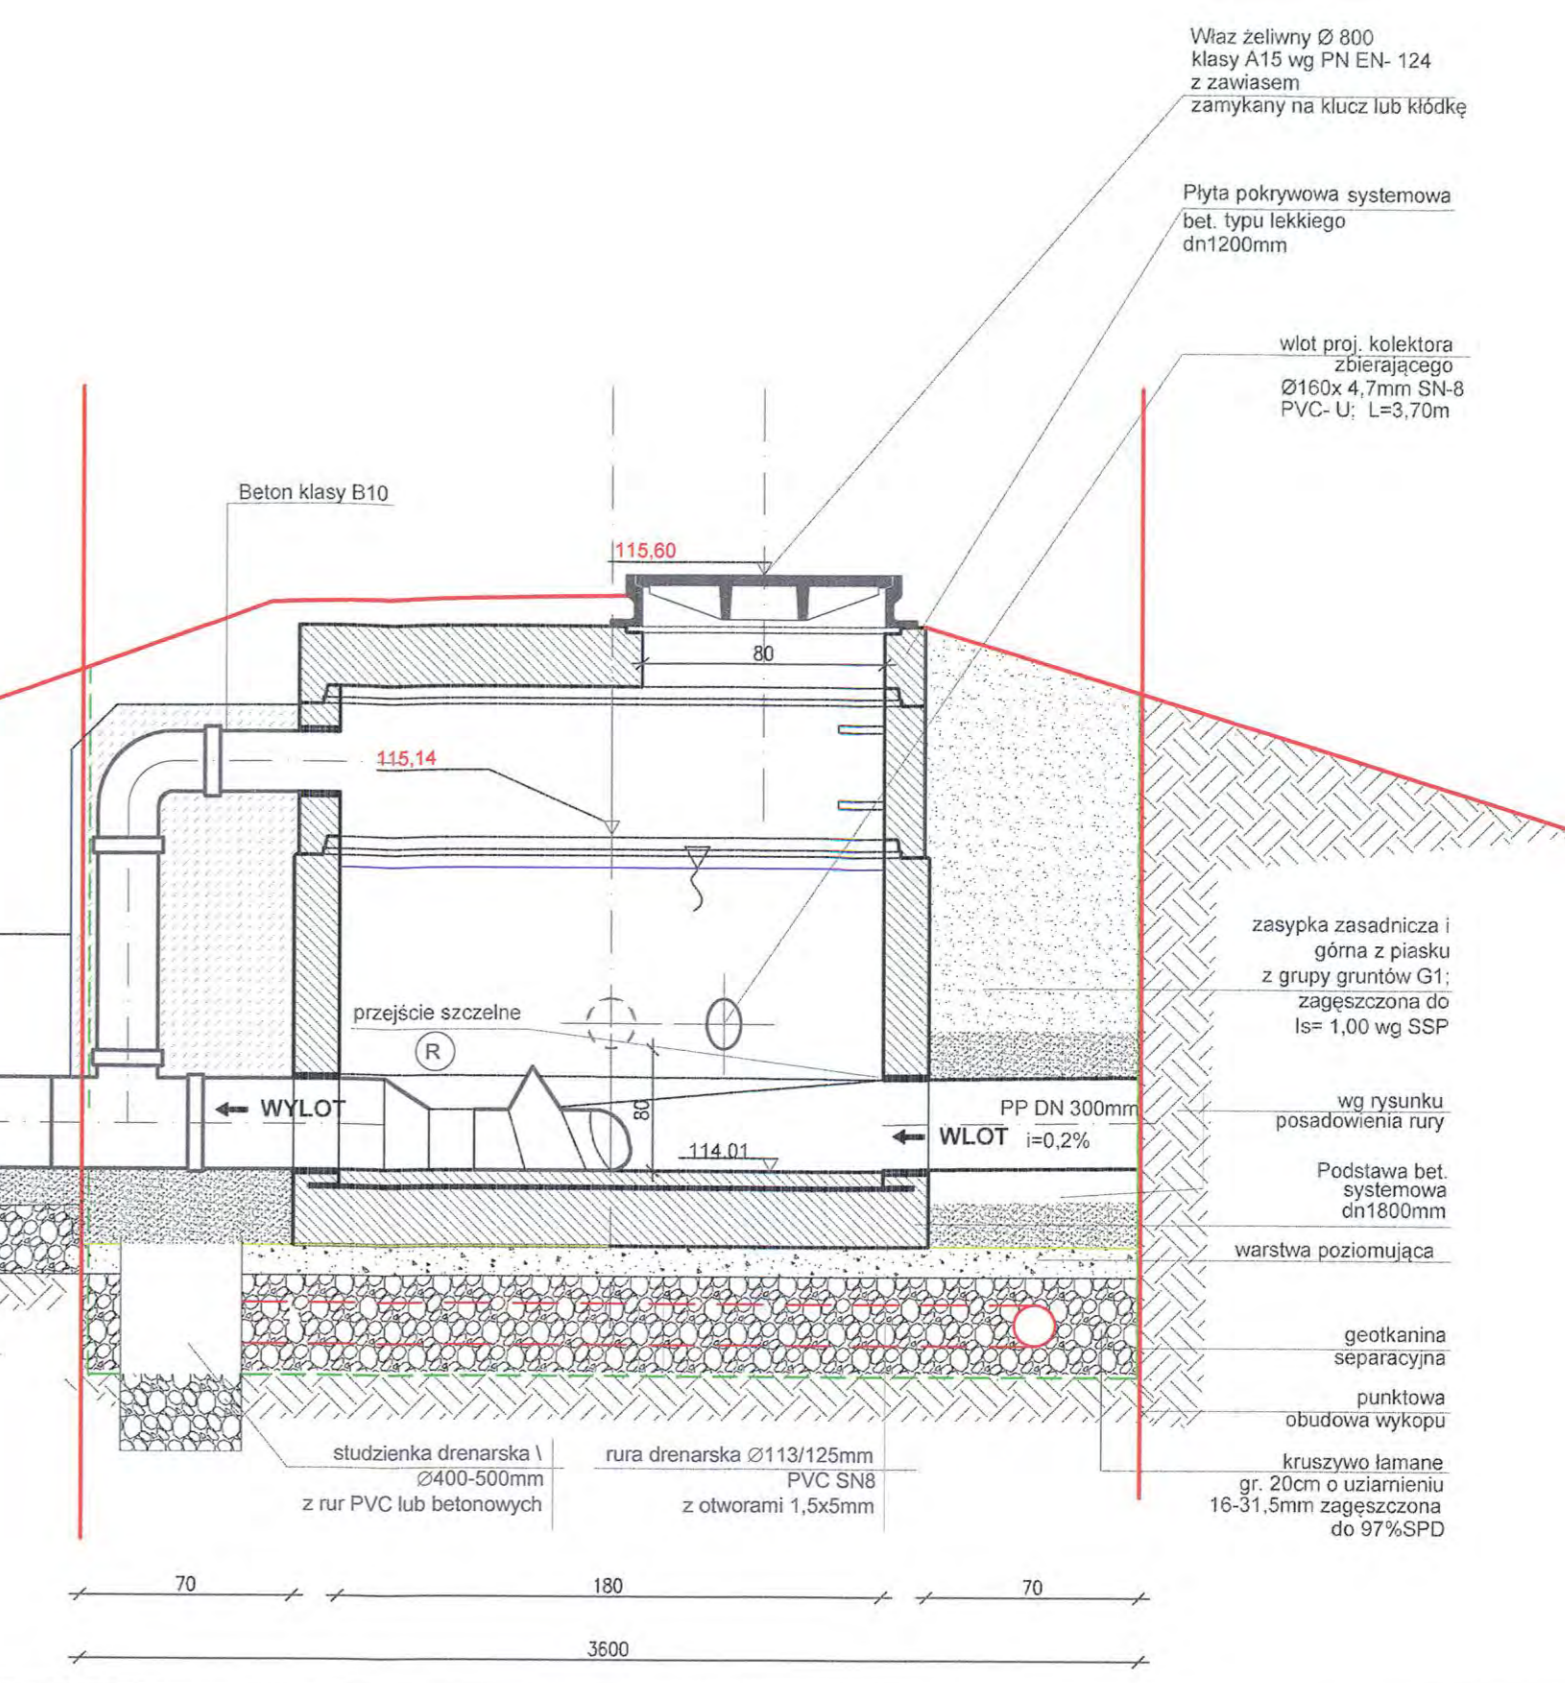 Właz żeliwny Ø 800
klasy A15 wg PN EN- 124
z zawiasem
zamykany na klucz lub kłódkę
Płyta pokrywowa systemowa
bet. typu lekkiego
dn1200mm
wlot proj. kolektora
zbierającego
Ø160x 4,7mm SN-8
PVC- U; L=3,70m
Beton klasy B10
115,60
80
115,14
przejście szczelne
R
80
WYLOT
PP DN 300mm
WLOT i=0,2%
114.01
zasypka zasadnicza i
górna z piasku
z grupy gruntów G1;
zagęszczona do
Is= 1,00 wg SSP
wg rysunku
posadowienia rury
Podstawa bet.
systemowa
dn1800mm
warstwa poziomująca
geotkanina
separacyjna
punktowa
obudowa wykopu
kruszywo łamane
gr. 20cm o uziarnieniu
16-31,5mm zagęszczona
do 97%SPD
studzienka drenarska \
Ø400-500mm
z rur PVC lub betonowych
rura drenarska Ø113/125mm
PVC SN8
z otworami 1,5x5mm
70
180
70
3600